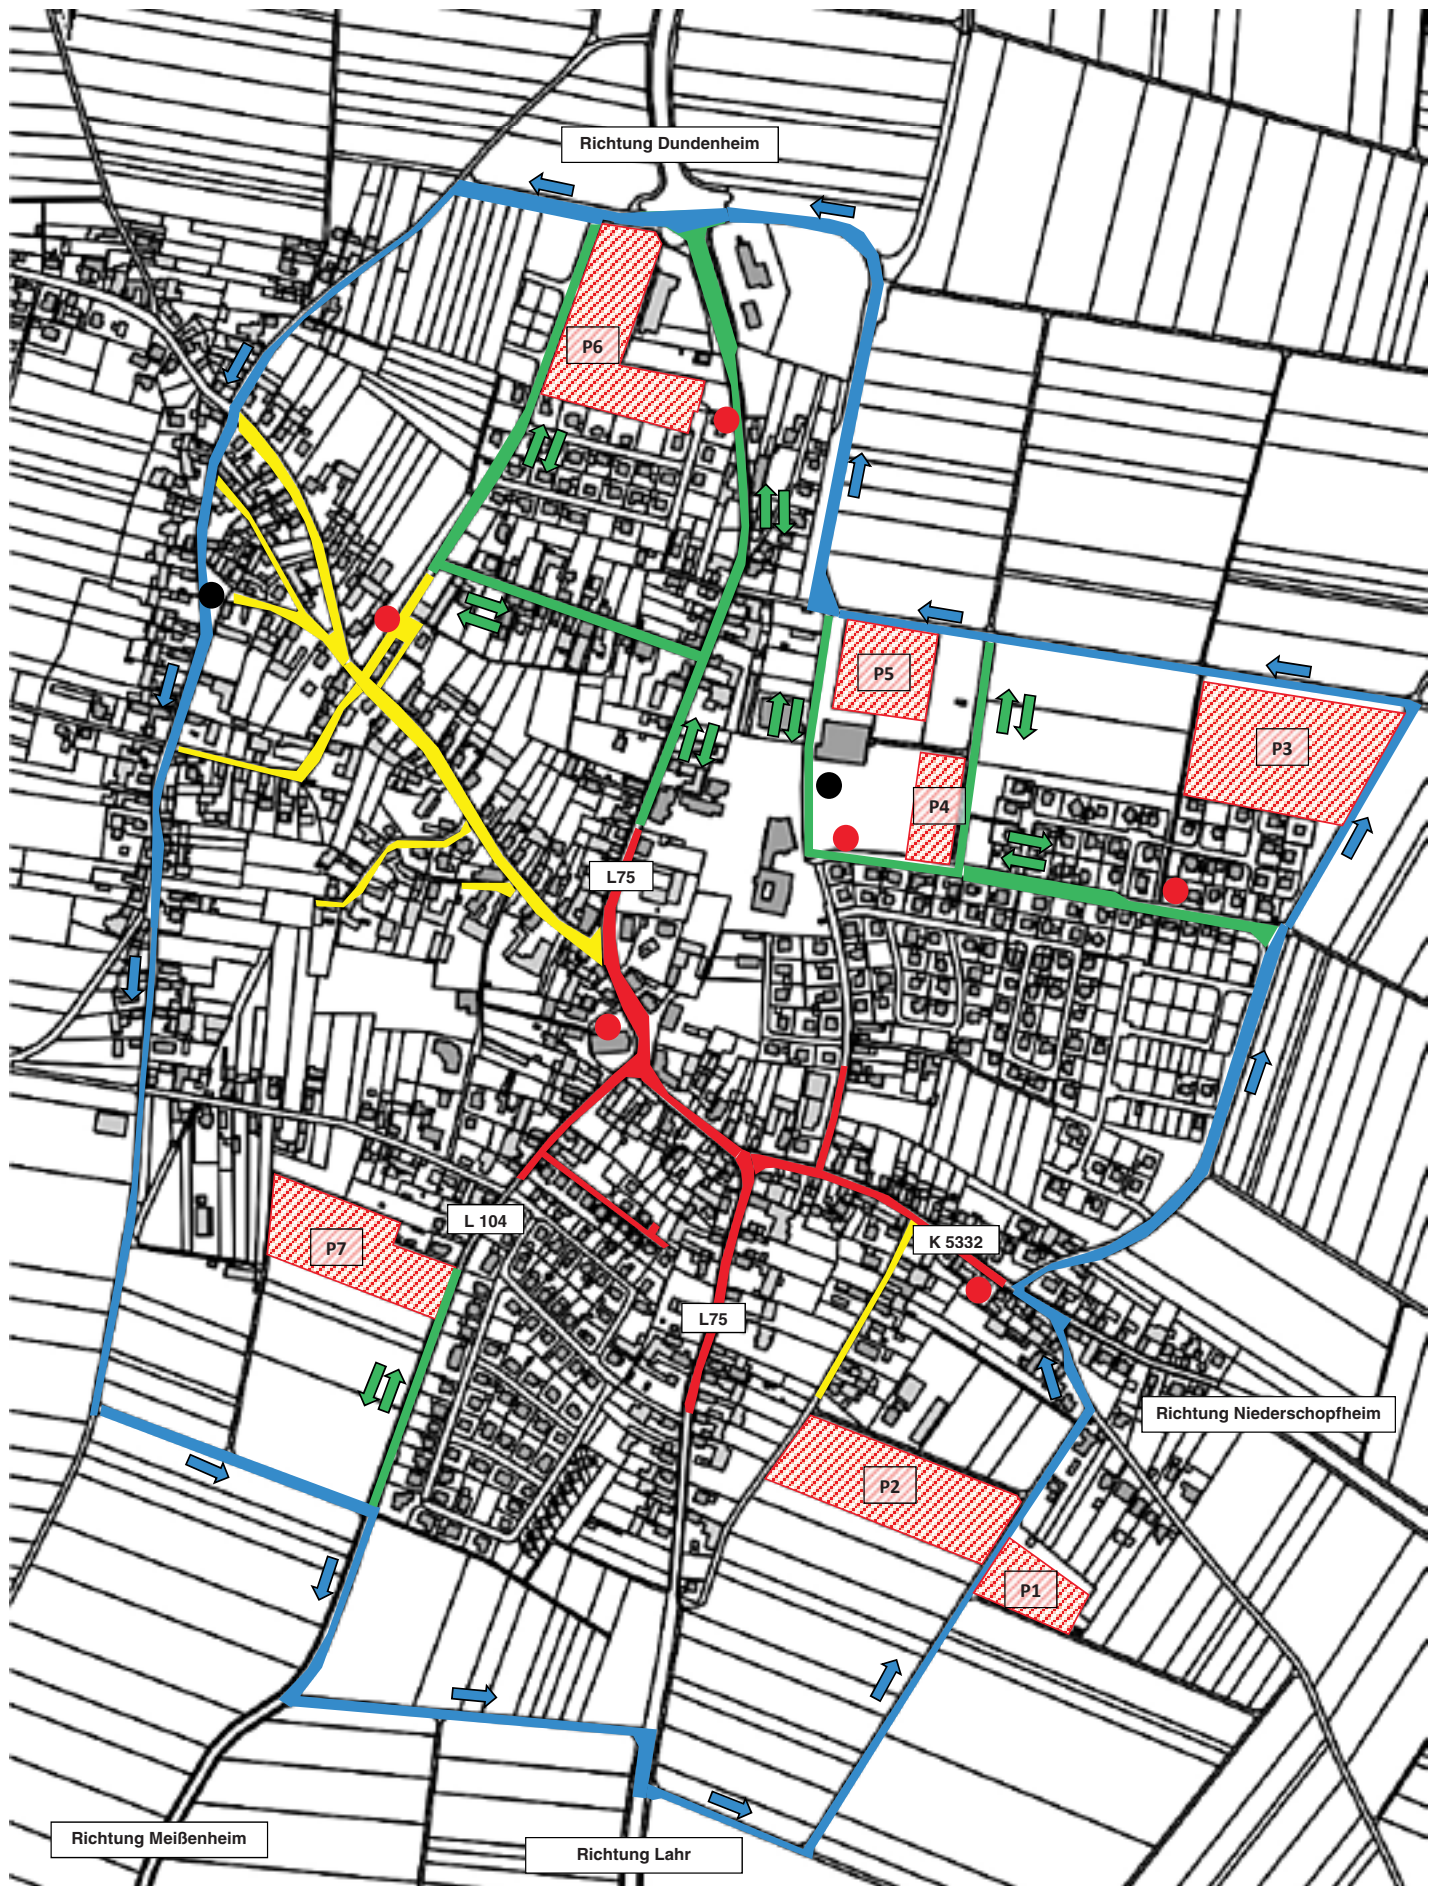 Richtung Dundenheim
P6
P5
P3
P4
L75
L 104
P7
K 5332
L75
Richtung Niederschopfheim
P2
P1
Richtung Meißenheim
Richtung Lahr